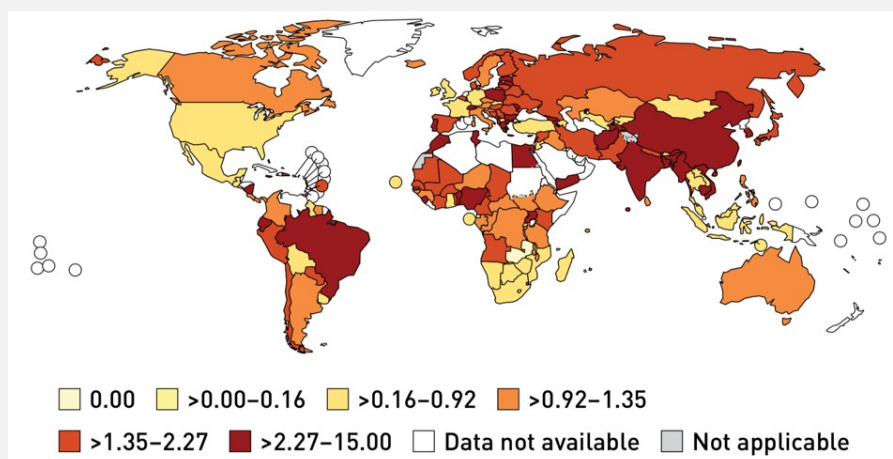 0.00 >0.00–0.16 >0.16–0.92 >0.92–1.35
>1.35–2.27 >2.27–15.00 Data not available Not applicable